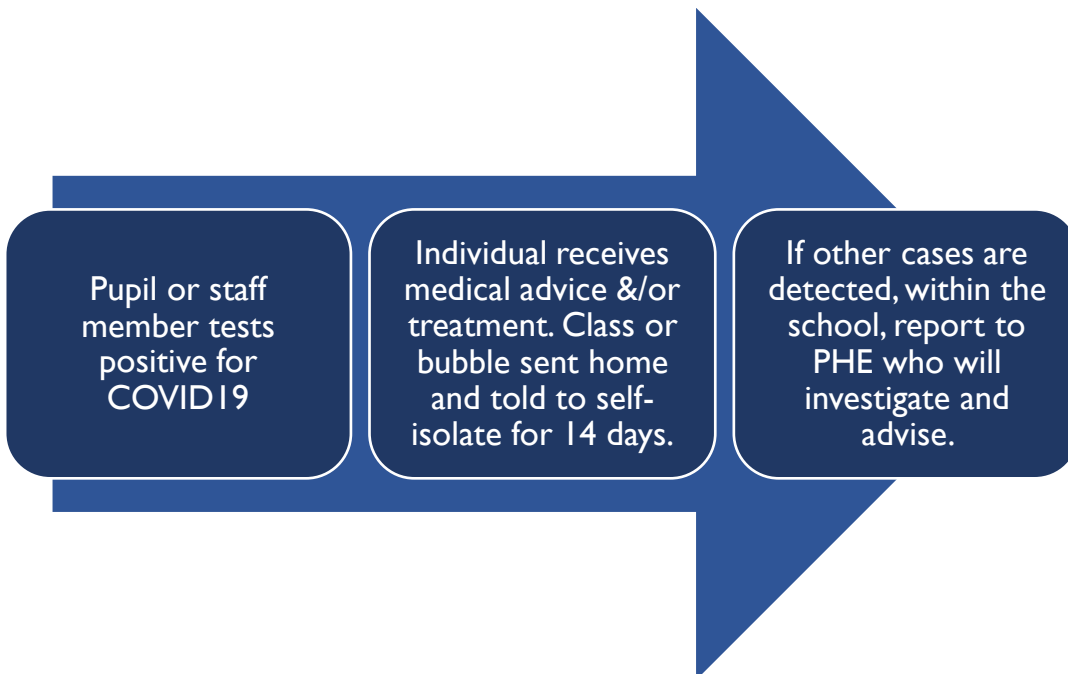 Pupil or staff
member tests
positive for
COVID19
Individual receives
medical advice &/or
treatment. Class or
bubble sent home
and told to self-
isolate for 14 days.
If other cases are
detected, within the
school, report to
PHE who will
investigate and
advise.